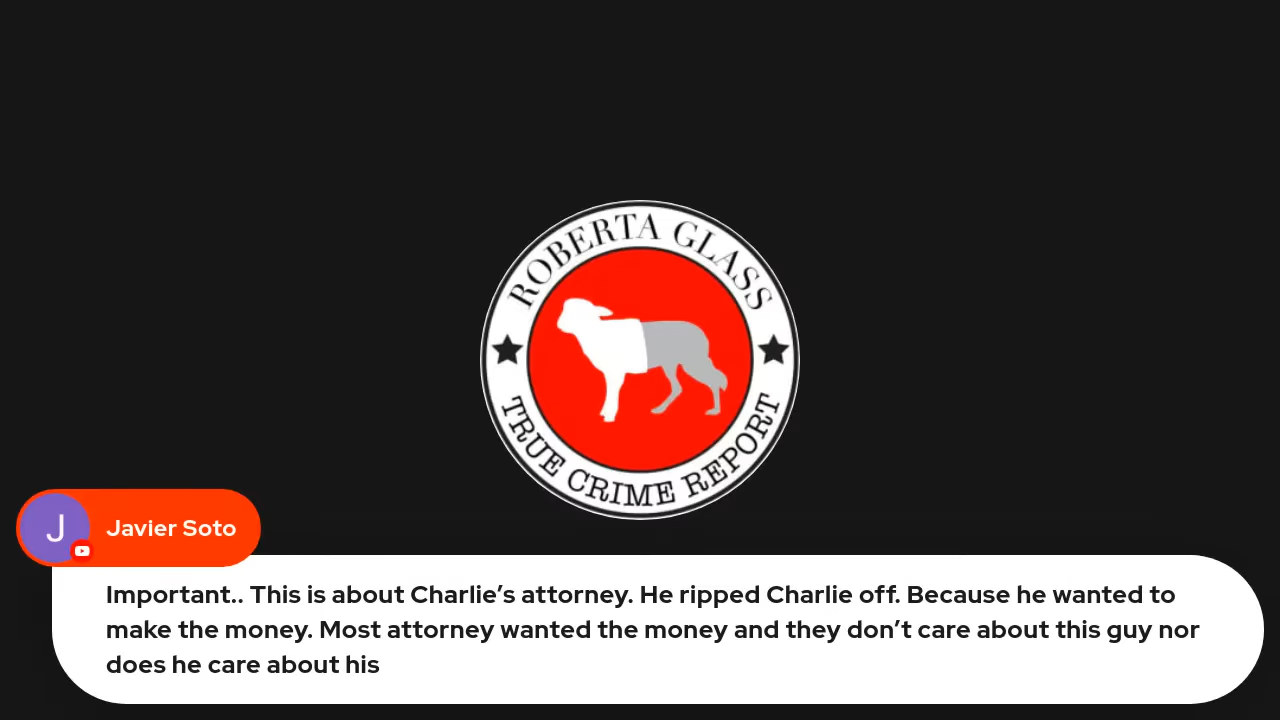 ROBERTA GLASS
TRUE CRIME REPORT
J
Javier Soto
Important.. This is about Charlie’s attorney. He ripped Charlie off. Because he wanted to
make the money. Most attorney wanted the money and they don’t care about this guy nor
does he care about his